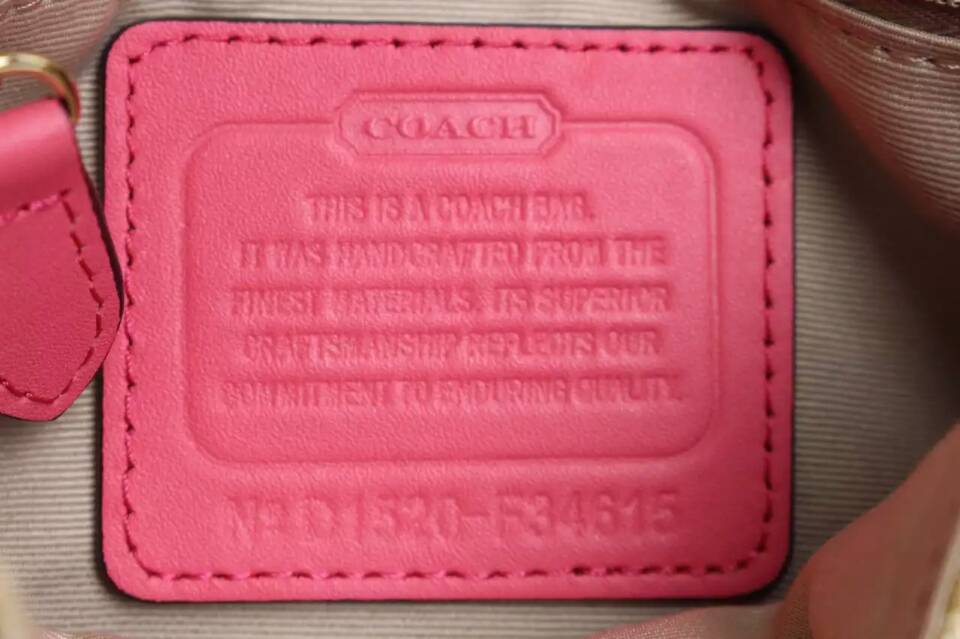 COACH
THIS IS A COACH BAG.
IT WAS HANDCRAFTED FROM THE
FINEST MATERIALS. ITS SUPERIOR
CRAFTSMANSHIP REFLECTS OUR
COMMITMENT TO ENDURING QUALITY.
Nº D1520-F34615